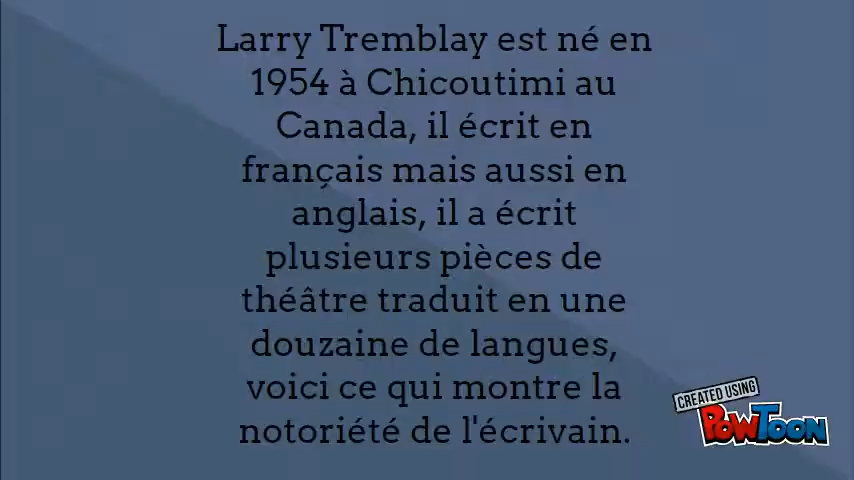 Larry Tremblay est né en
1954 à Chicoutimi au
Canada, il écrit en
français mais aussi en
anglais, il a écrit
plusieurs pièces de
théâtre traduit en une
douzaine de langues,
voici ce qui montre la
notoriété de l'écrivain.
CREATED USING
POWTOON